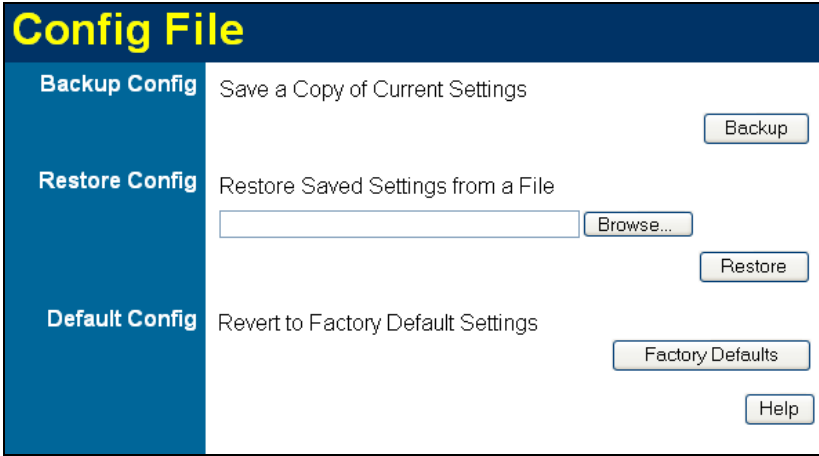 Config File
Backup Config
Save a Copy of Current Settings
Backup
Restore Config
Restore Saved Settings from a File
Browse...
Restore
Default Config
Revert to Factory Default Settings
Factory Defaults
Help